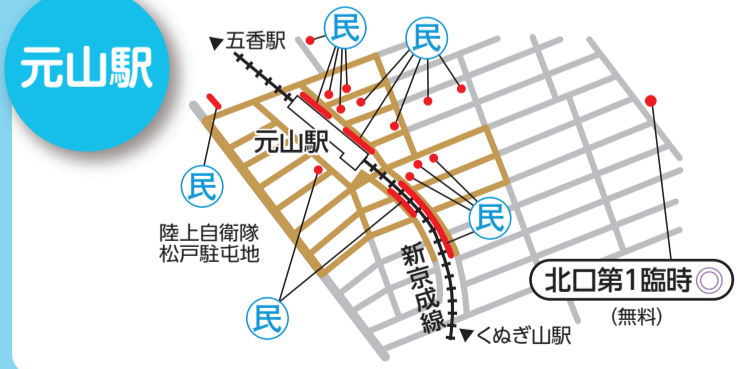 元山駅
▼五香駅
民
民
元山駅
民
陸上自衛隊
松戸駐屯地
民
新京成線
北口第1臨時◎
(無料)
民
▼くぬぎ山駅